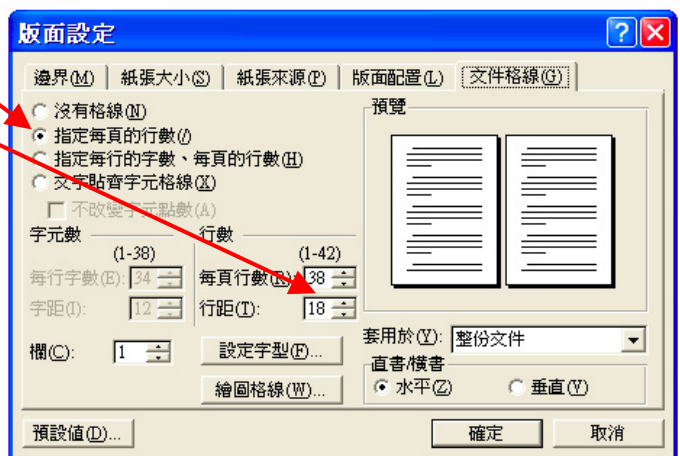 版面設定
邊界(M) 紙張大小(S) 紙張來源(P) 版面配置(L) 文件格線(G)
沒有格線(N)
指定每頁的行數(/)
指定每行的字數、每頁的行數(H)
文字貼齊字元格線(X)
不改變字元點數(A)
預覽
字元數 行數
(1-38) (1-42)
每行字數(E): 34 每頁行數(R): 38
字距(I): 12 行距(T): 18
欄(C): 1 設定字型(F)...
繪圖格線(W)...
套用於(Y): 整份文件
直書/橫書
水平(Z) 垂直(V)
預設值(D)... 確定 取消